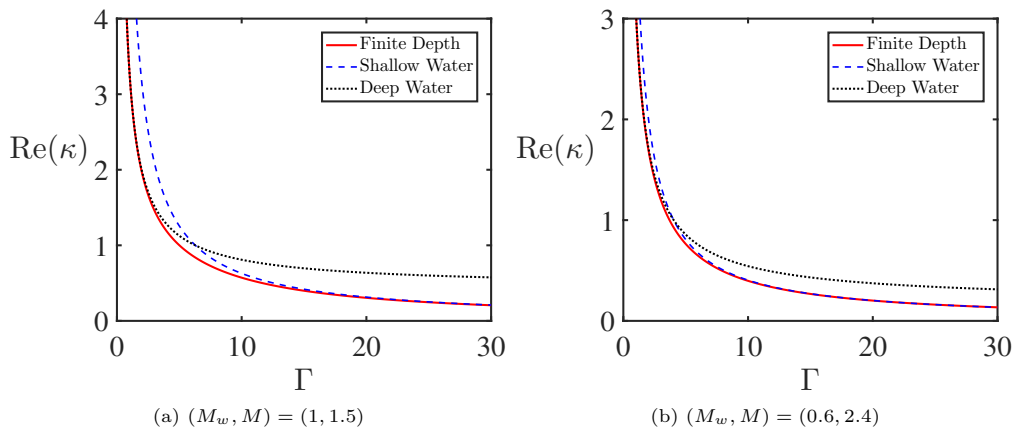 4
3
2
1
0
Re(κ)
Finite Depth
Shallow Water
Deep Water
0 10 20 30
Γ
(a) (M_w, M) = (1, 1.5)
3
2
1
0
Re(κ)
Finite Depth
Shallow Water
Deep Water
0 10 20 30
Γ
(b) (M_w, M) = (0.6, 2.4)